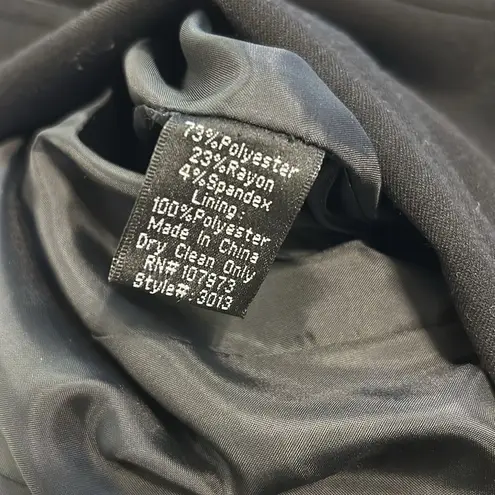 73%Polyester
23%Rayon
4%Spandex
Lining:
100%Polyester
Made In China
Dry Clean Only
RN# 107973
Style#: 3013